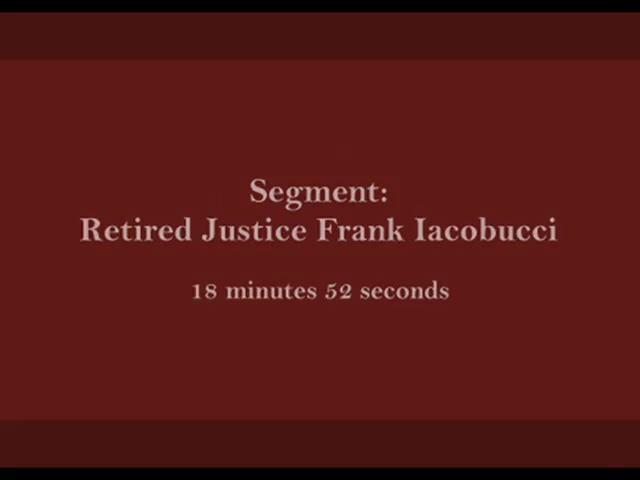 Segment:
Retired Justice Frank Iacobucci
18 minutes 52 seconds